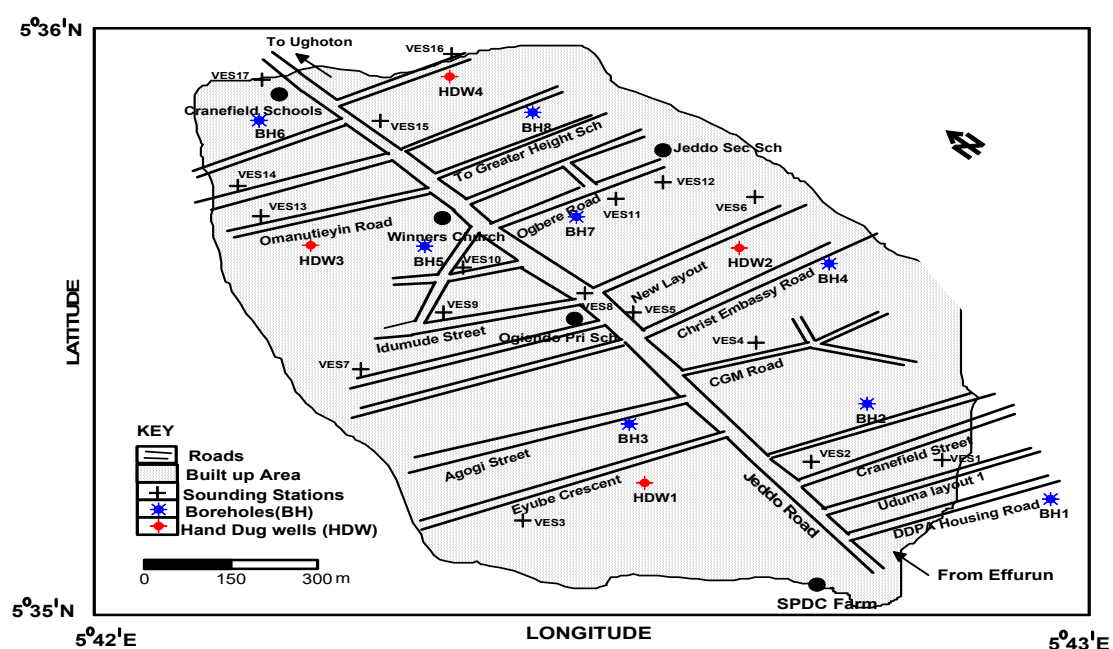 5°36'N
To Ughoton
VES16
VES17
HDW4
Cranefield Schools
BH6
VES15
BH8
To Greater Height Sch
Jeddo Sec Sch
N
VES14
VES12
VES13
Omanutieyin Road
Winners Church
Ogbere Road
VES11
VES6
BH7
HDW3
BH5
VES10
HDW2
New Layout
BH4
Christ Embassy Road
VES9
VES8
VES5
Idumude Street
Ogiendo Pri Sch
VES4
VES7
CGM Road
LATITUDE
BH2
BH3
KEY
Roads
Built up Area
Sounding Stations
Boreholes(BH)
Hand Dug wells (HDW)
Agogi Street
Eyube Crescent
HDW1
VES3
Jeddo Road
VES2
VES1
Cranefield Street
Uduma layout 1
DDPA Housing Road
BH1
0 150 300 m
From Effurun
SPDC Farm
5°35'N
5°42'E
LONGITUDE
5°43'E